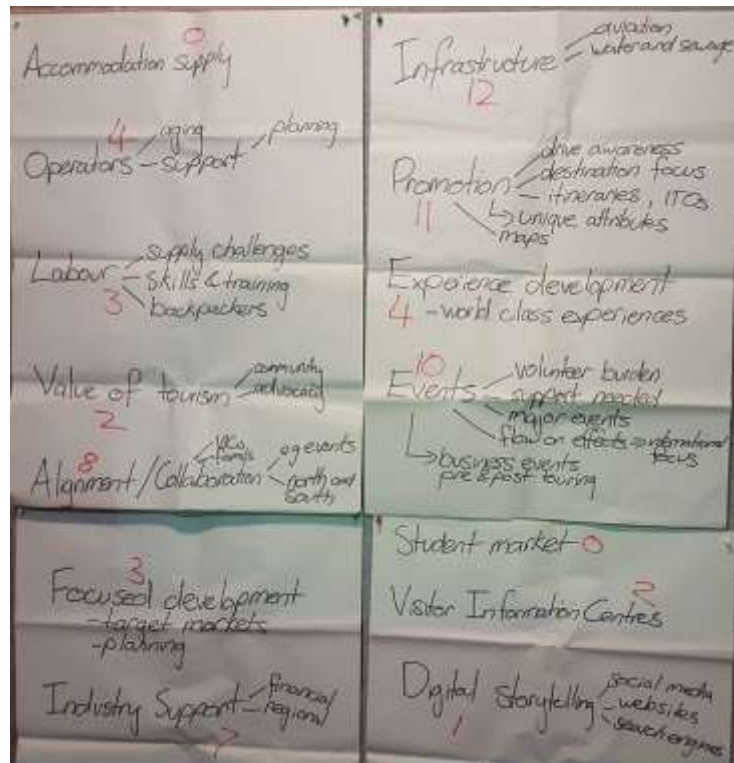 0
Accommodation supply
4
aging
Operators - support
planning
supply challenges
Labour - skills & training
3 backpackers
community
Value of tourism
advocacy
2
8
Alignment/Collaboration
eg events
north and
South
Infrastructure
aviation
water and sewage
12
drive awareness
destination focus
Promotion - itineraries, ITOs
11
↳ unique attributes
maps
Experience development
4 - world class experiences
10
volunteer burden
Events - support needed
major events
flow on effects → international
focus
↳ business events
pre & post touring
3
Focused development
- target markets
- planning
financial
Industry Support - regional
Student market - 0
2
Visitor Information Centres
social media
Digital Storytelling - websites
search engines
1